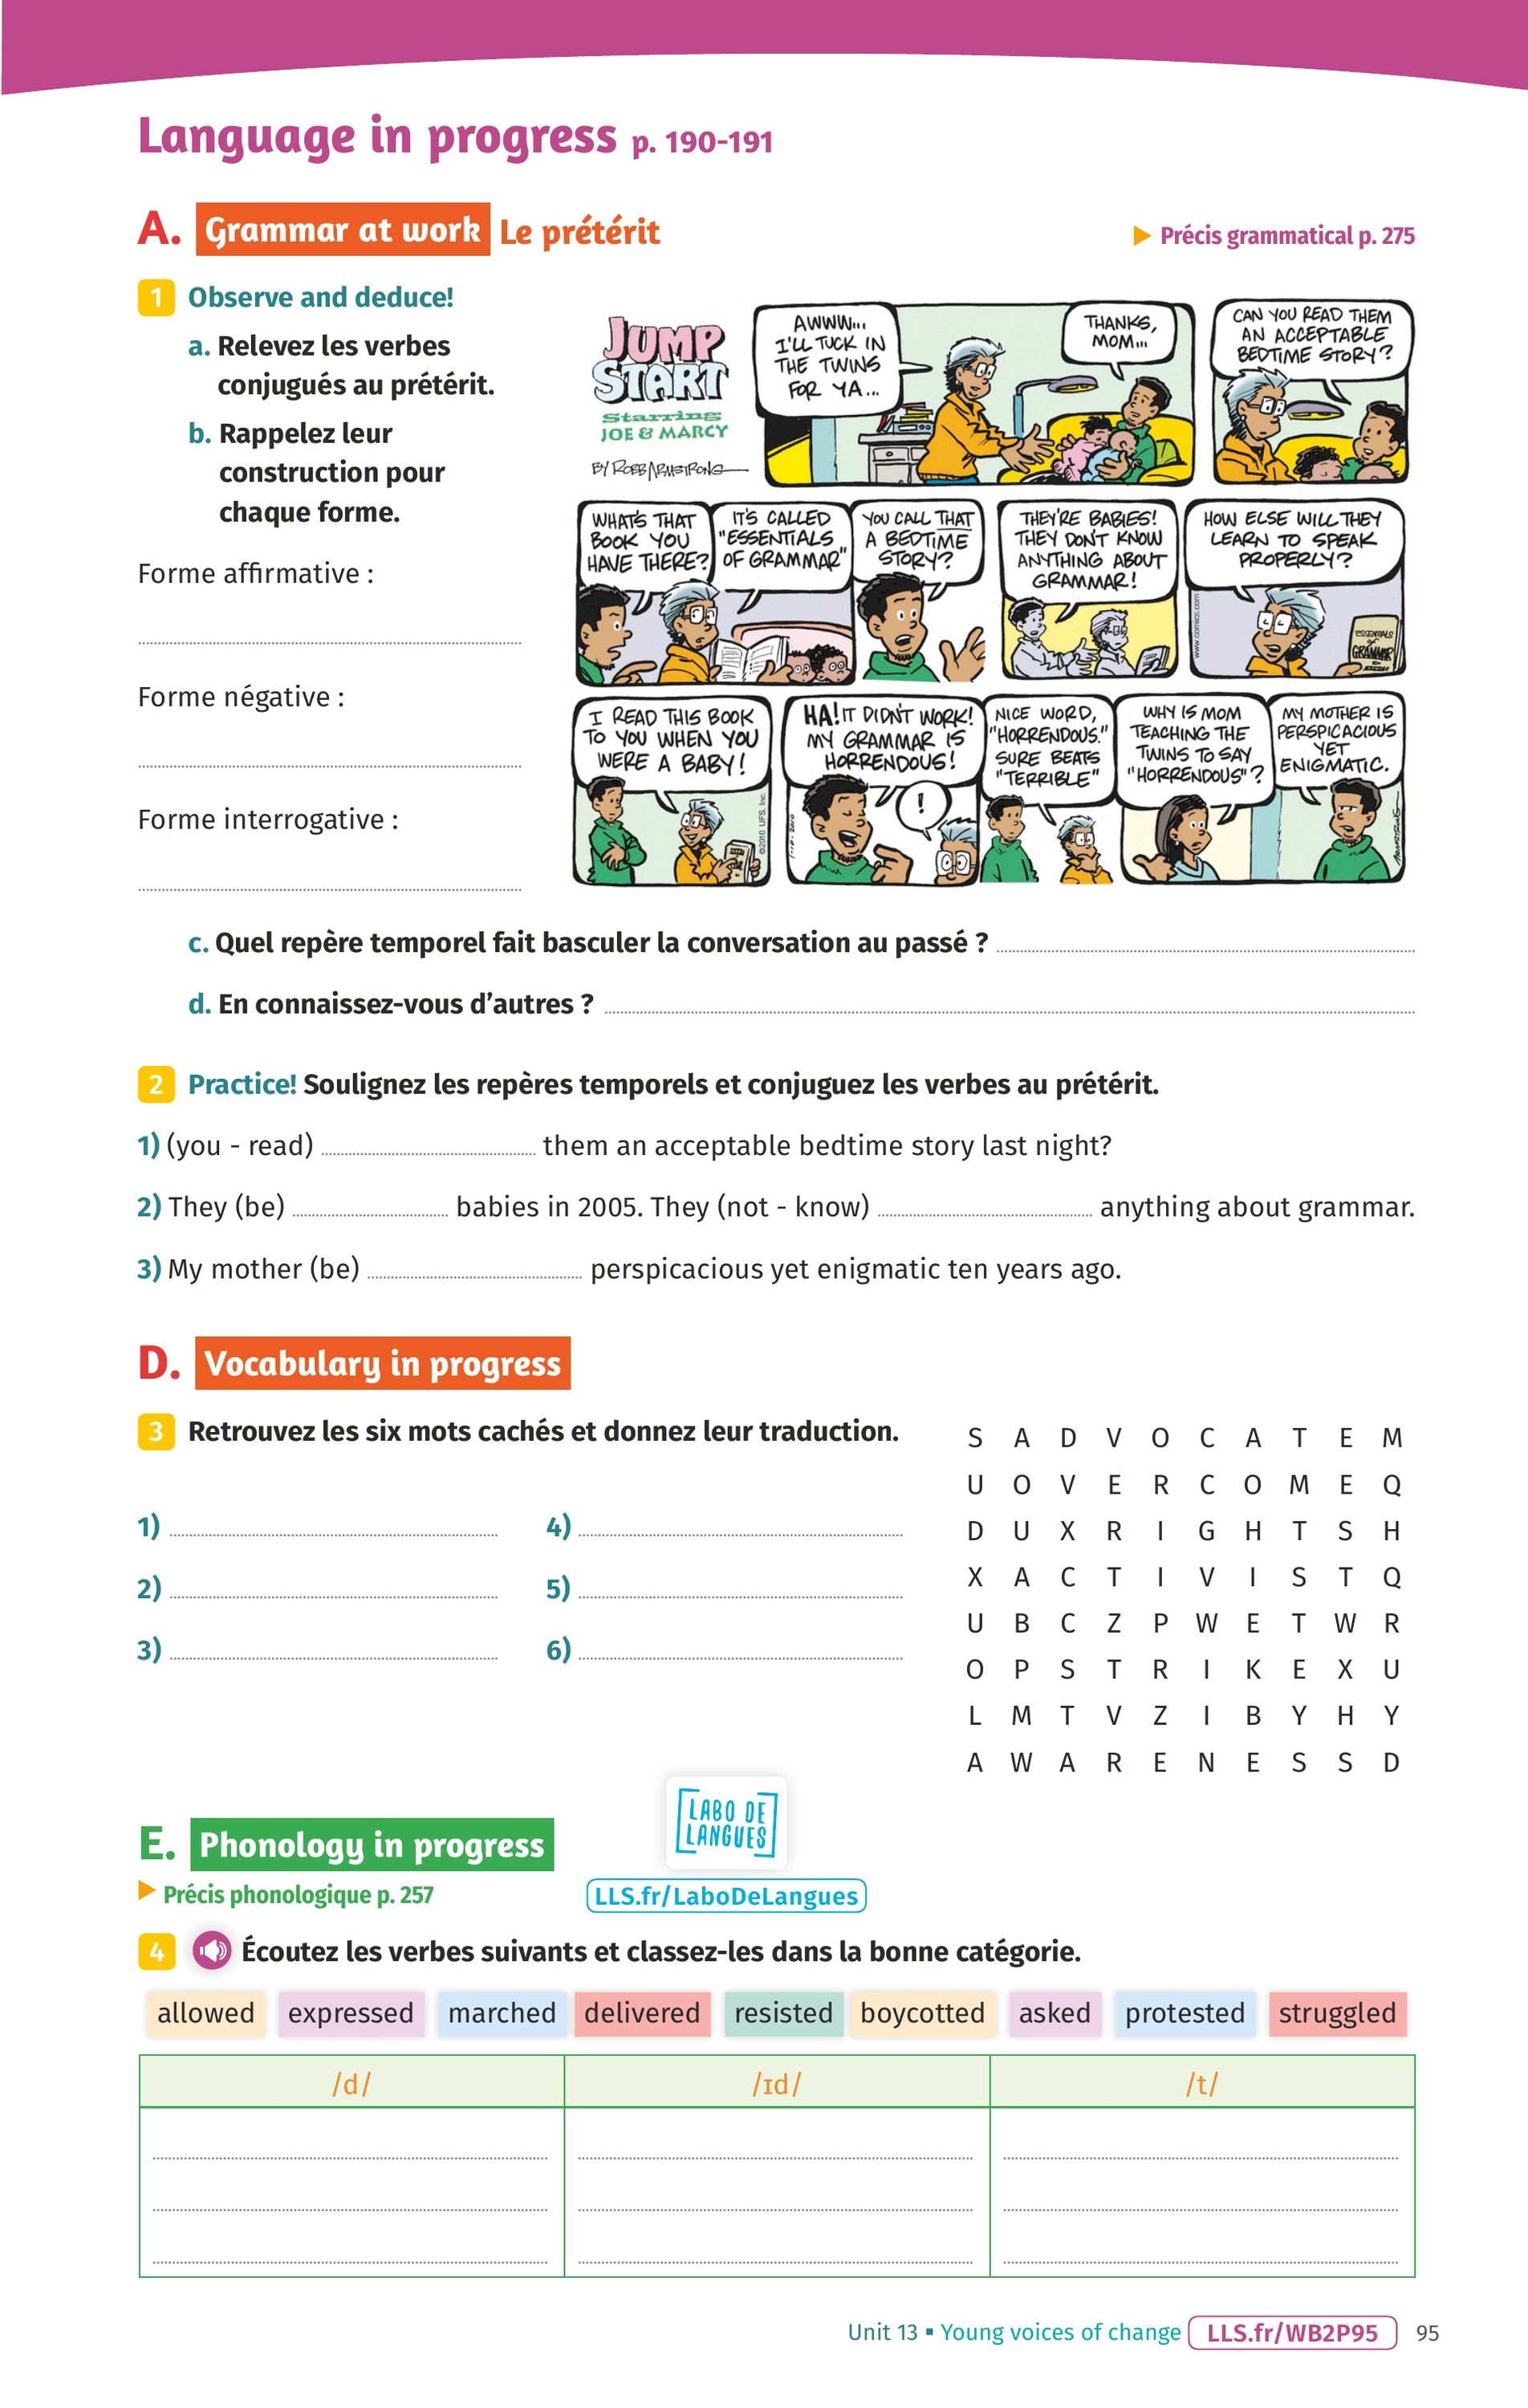 Language in progress p. 190-191
A. Grammar at work Le prétérit
▶ Précis grammatical p. 275
1 Observe and deduce!
a. Relevez les verbes
conjugués au prétérit.
b. Rappelez leur
construction pour
chaque forme.
Forme affirmative :
Forme négative :
Forme interrogative :
JUMP
START
Starring
JOE & MARCY
BY ROBB ARMSTRONG
AWWW...
I'LL TUCK IN
THE TWINS
FOR YA...
THANKS,
MOM...
CAN YOU READ THEM
AN ACCEPTABLE
BEDTIME STORY?
WHAT'S THAT
BOOK YOU
HAVE THERE?
IT'S CALLED
"ESSENTIALS
OF GRAMMAR"
YOU CALL THAT
A BEDTIME
STORY?
THEY'RE BABIES!
THEY DON'T KNOW
ANYTHING ABOUT
GRAMMAR!
HOW ELSE WILL THEY
LEARN TO SPEAK
PROPERLY?
www.comics.com
ESSENTIALS
of
GRAMMAR
I READ THIS BOOK
TO YOU WHEN YOU
WERE A BABY!
©2010 UFS, Inc.
HA! IT DIDN'T WORK!
MY GRAMMAR IS
HORRENDOUS!
!
NICE WORD,
"HORRENDOUS."
SURE BEATS
"TERRIBLE"
WHY IS MOM
TEACHING THE
TWINS TO SAY
"HORRENDOUS"?
MY MOTHER IS
PERSPICACIOUS
YET
ENIGMATIC.
c. Quel repère temporel fait basculer la conversation au passé ?
d. En connaissez-vous d'autres ?
2 Practice! Soulignez les repères temporels et conjuguez les verbes au prétérit.
1) (you - read) them an acceptable bedtime story last night?
2) They (be) babies in 2005. They (not - know) anything about grammar.
3) My mother (be) perspicacious yet enigmatic ten years ago.
D. Vocabulary in progress
3 Retrouvez les six mots cachés et donnez leur traduction.
1) 4)
2) 5)
3) 6)
S A D V O C A T E M
U O V E R C O M E Q
D U X R I G H T S H
X A C T I V I S T Q
U B C Z P W E T W R
O P S T R I K E X U
L M T V Z I B Y H Y
A W A R E N E S S D
LABO DE
LANGUES
LLS.fr/LaboDeLangues
E. Phonology in progress
▶ Précis phonologique p. 257
4 Écoutez les verbes suivants et classez-les dans la bonne catégorie.
allowed expressed marched delivered resisted boycotted asked protested struggled
/d/ /ɪd/ /t/
Unit 13 ▪ Young voices of change LLS.fr/WB2P95 95